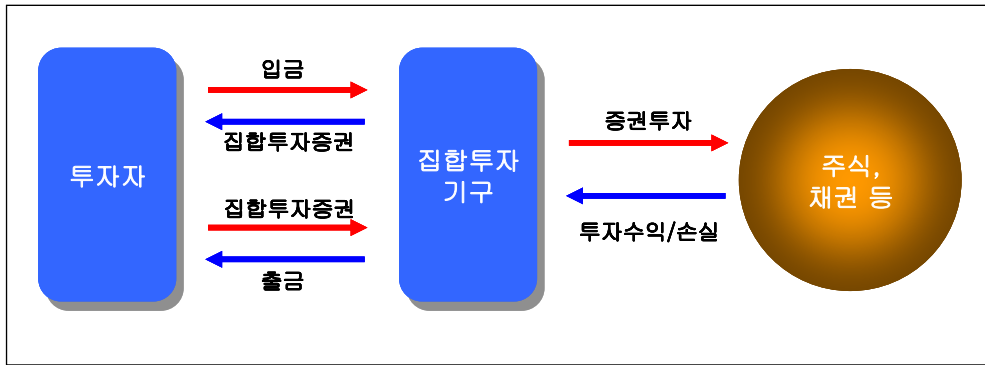 투자자
입금
집합투자증권
집합투자증권
출금
집합투자
기구
증권투자
투자수익/손실
주식,
채권 등